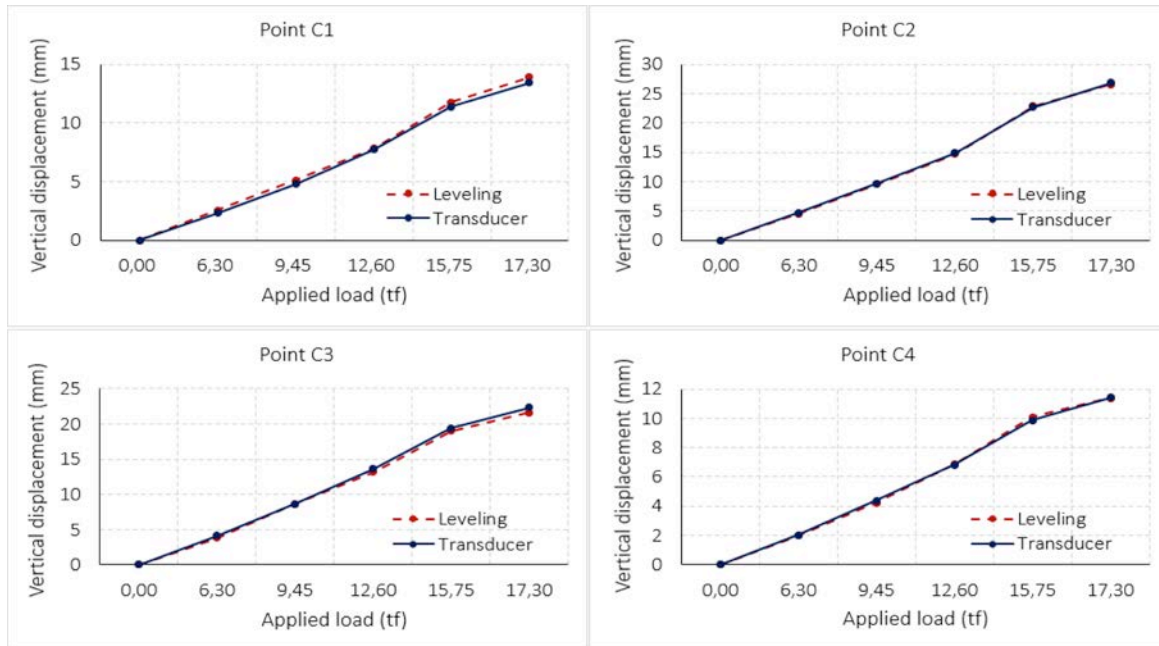 Point C1
Vertical displacement (mm)
15
10
5
0
Leveling
Transducer
0,00 6,30 9,45 12,60 15,75 17,30
Applied load (tf)
Point C2
Vertical displacement (mm)
30
25
20
15
10
5
0
Leveling
Transducer
0,00 6,30 9,45 12,60 15,75 17,30
Applied load (tf)
Point C3
Vertical displacement (mm)
25
20
15
10
5
0
Leveling
Transducer
0,00 6,30 9,45 12,60 15,75 17,30
Applied load (tf)
Point C4
Vertical displacement (mm)
12
10
8
6
4
2
0
Leveling
Transducer
0,00 6,30 9,45 12,60 15,75 17,30
Applied load (tf)